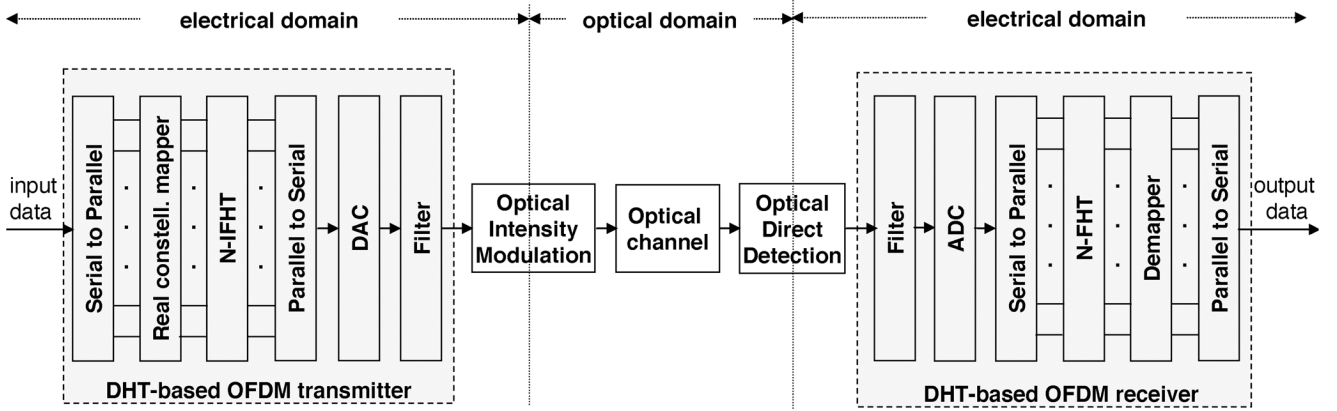 electrical domain
optical domain
electrical domain
input
data
Serial to Parallel
Real constell. mapper
N-IFHT
Parallel to Serial
DAC
Filter
DHT-based OFDM transmitter
Optical
Intensity
Modulation
Optical
channel
Optical
Direct
Detection
Filter
ADC
Serial to Parallel
N-FHT
Demapper
Parallel to Serial
DHT-based OFDM receiver
output
data